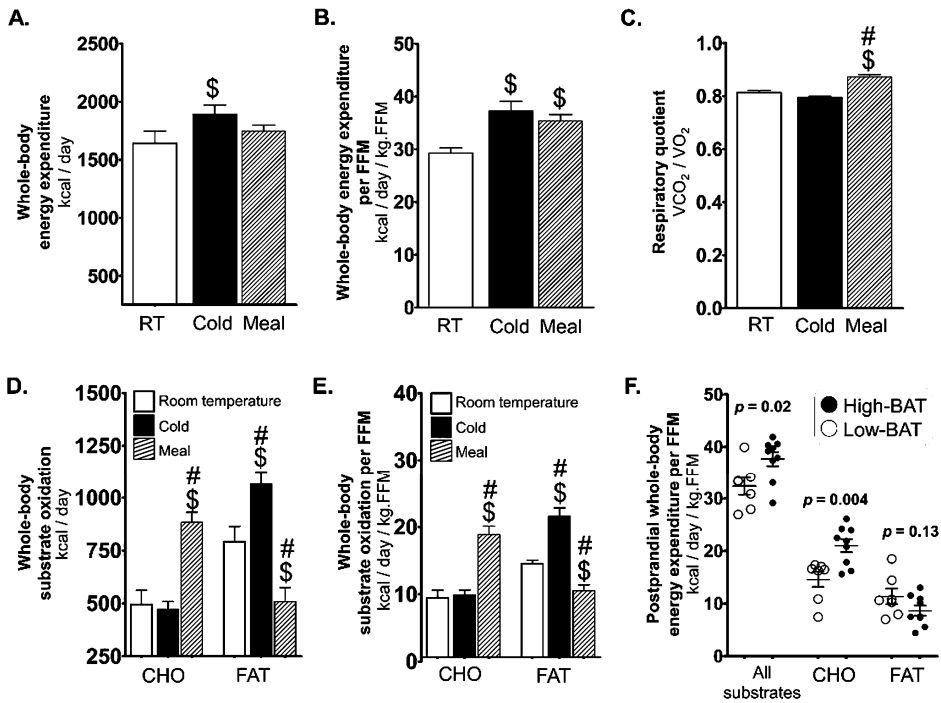 A.
Whole-body
energy expenditure
kcal / day
2500
2000
1500
1000
500
$
RT
Cold
Meal
B.
Whole-body energy expenditure
per FFM
kcal / day / kg.FFM
50
40
30
20
10
0
$
$
RT
Cold
Meal
C.
Respiratory quotient
VCO2 / VO2
1.0
0.8
0.6
0.4
0.2
0.0
#
$
RT
Cold
Meal
D.
Whole-body
substrate oxidation
kcal / day
1500
1250
1000
750
500
250
Room temperature
Cold
Meal
#
$
#
$
#
$
CHO
FAT
E.
Whole-body
substrate oxidation per FFM
kcal / day / kg.FFM
40
30
20
10
0
Room temperature
Cold
Meal
#
$
#
$
#
$
CHO
FAT
F.
Postprandial whole-body
energy expenditure per FFM
kcal / day / kg.FFM
50
40
30
20
10
0
High-BAT
Low-BAT
p = 0.02
p = 0.004
p = 0.13
All
substrates
CHO
FAT